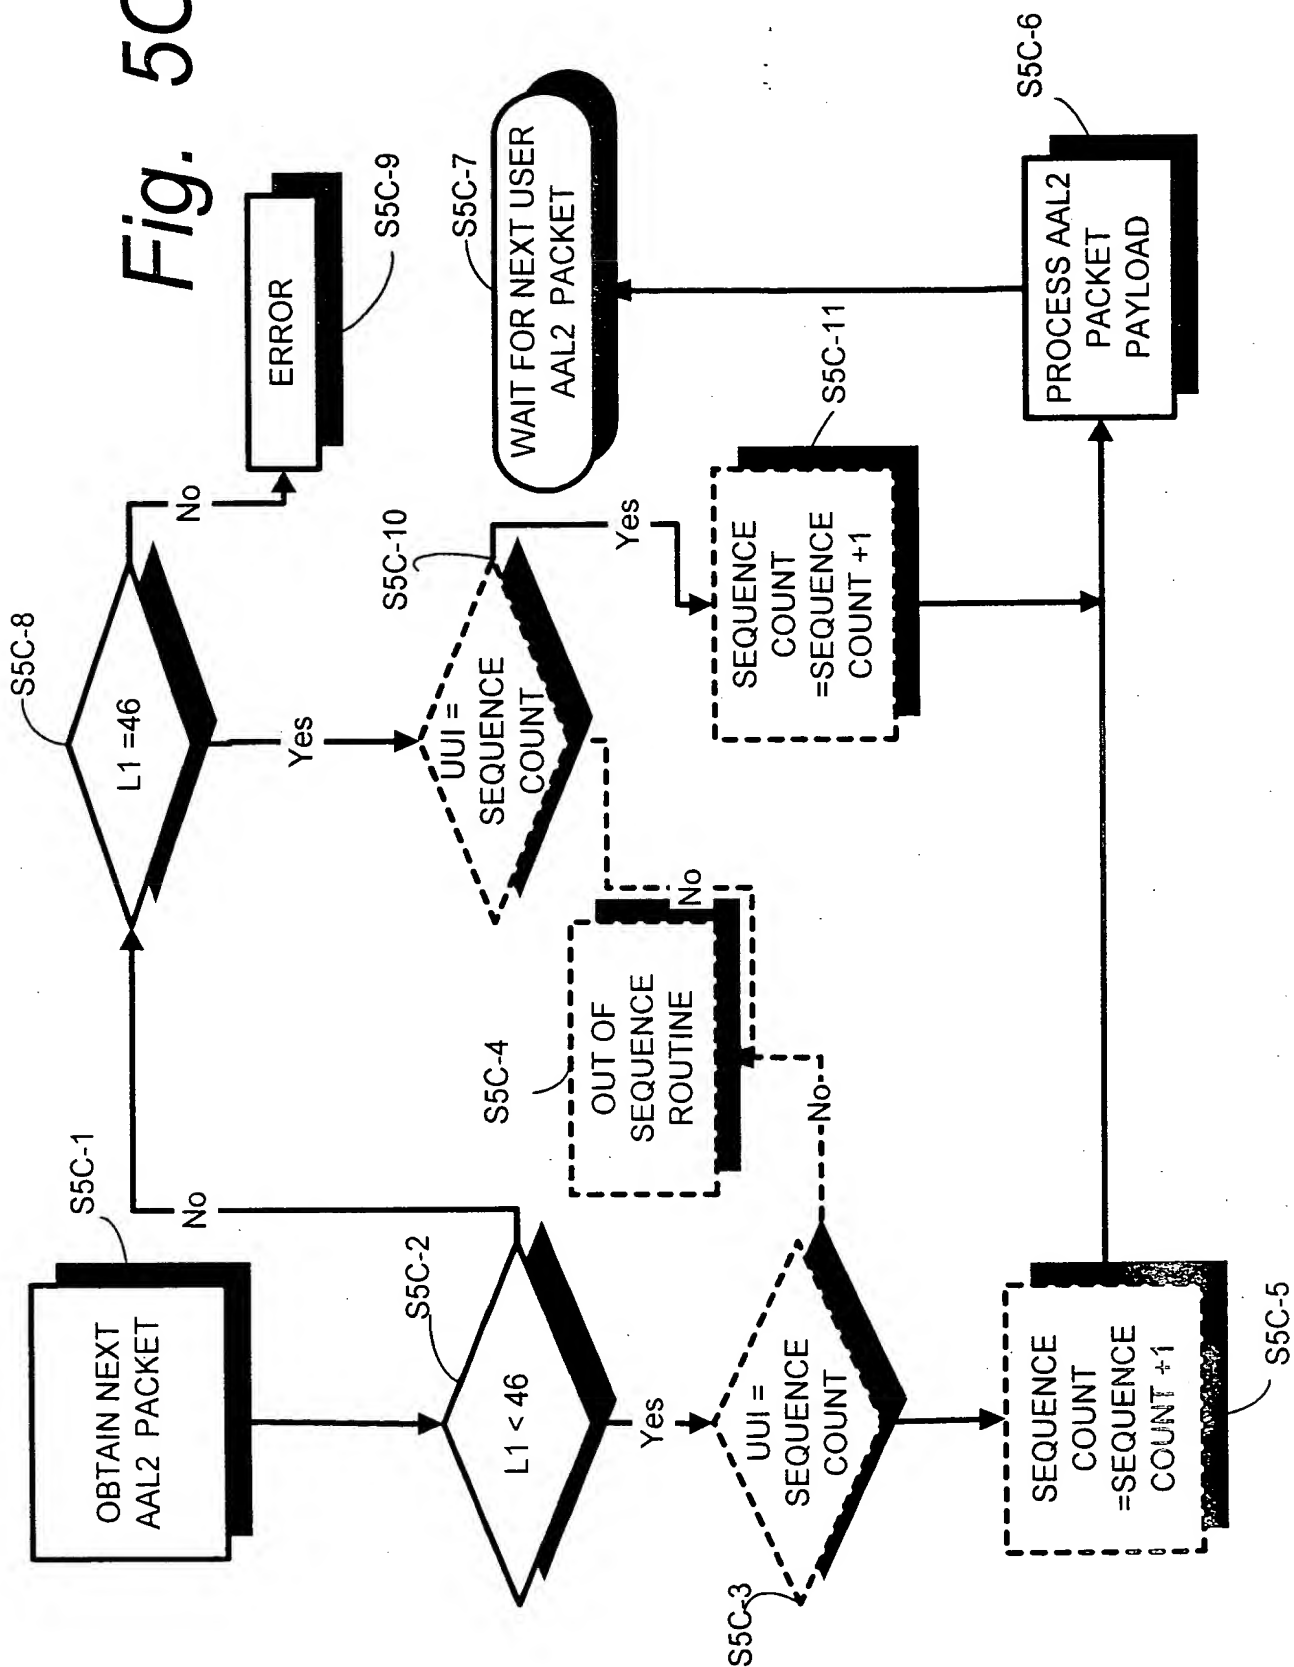 Fig. 5C
S5C-1
OBTAIN NEXT
AAL2 PACKET
S5C-2
L1 < 46
No
Yes
S5C-3
UUI =
SEQUENCE
COUNT
No
S5C-4
OUT OF
SEQUENCE
ROUTINE
S5C-5
SEQUENCE
COUNT
=SEQUENCE
COUNT +1
S5C-8
L1 =46
No
Yes
ERROR
S5C-9
S5C-10
UUI =
SEQUENCE
COUNT
No
Yes
S5C-11
SEQUENCE
COUNT
=SEQUENCE
COUNT +1
S5C-7
WAIT FOR NEXT USER
AAL2 PACKET
S5C-6
PROCESS AAL2
PACKET
PAYLOAD